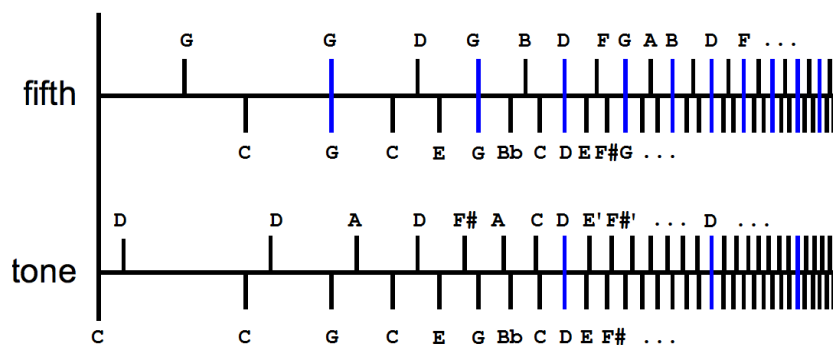 G G D G B D F G A B D F ...
fifth
C G C E G Bb C D E F# G ...
D D A D F# A C D E' F#' ... D ...
tone
C C G C E G Bb C D E F# ...